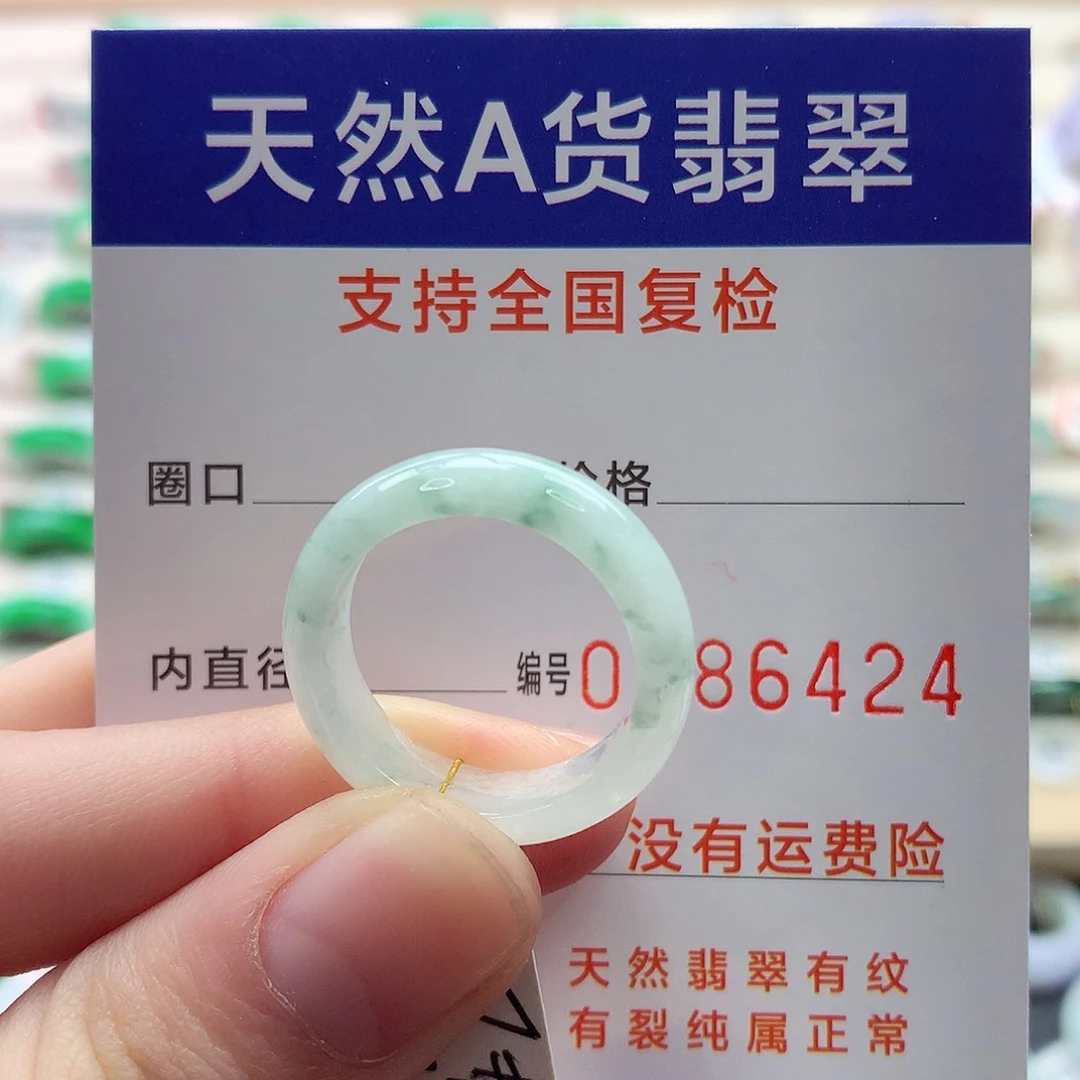 天然A货翡翠
支持全国复检
圈口 格
内直径 编号 0 86424
没有运费险
天然翡翠有纹
有裂纯属正常